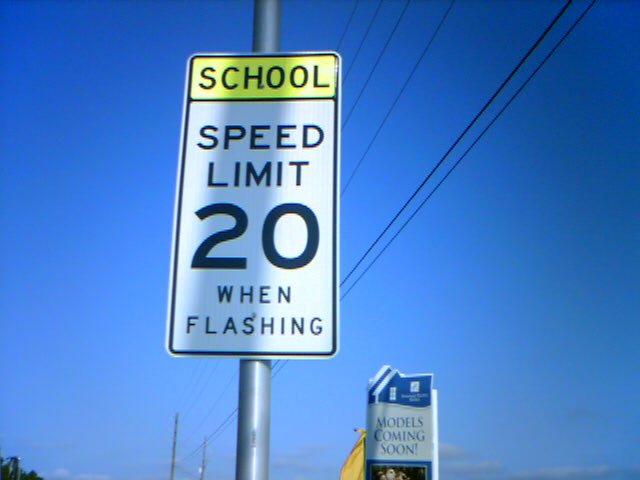 SCHOOL
SPEED
LIMIT
20
WHEN
FLASHING
MODELS
COMING
SOON!